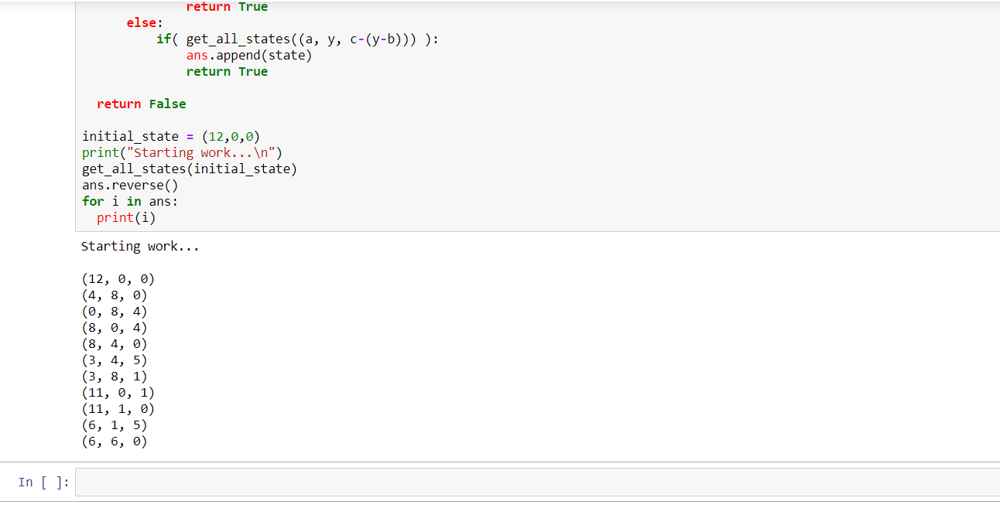 return True
    else:
        if( get_all_states((a, y, c-(y-b))) ):
            ans.append(state)
            return True
  return False
initial_state = (12,0,0)
print("Starting work...\n")
get_all_states(initial_state)
ans.reverse()
for i in ans:
  print(i)
Starting work...
(12, 0, 0)
(4, 8, 0)
(0, 8, 4)
(8, 0, 4)
(8, 4, 0)
(3, 4, 5)
(3, 8, 1)
(11, 0, 1)
(11, 1, 0)
(6, 1, 5)
(6, 6, 0)
In [ ]: